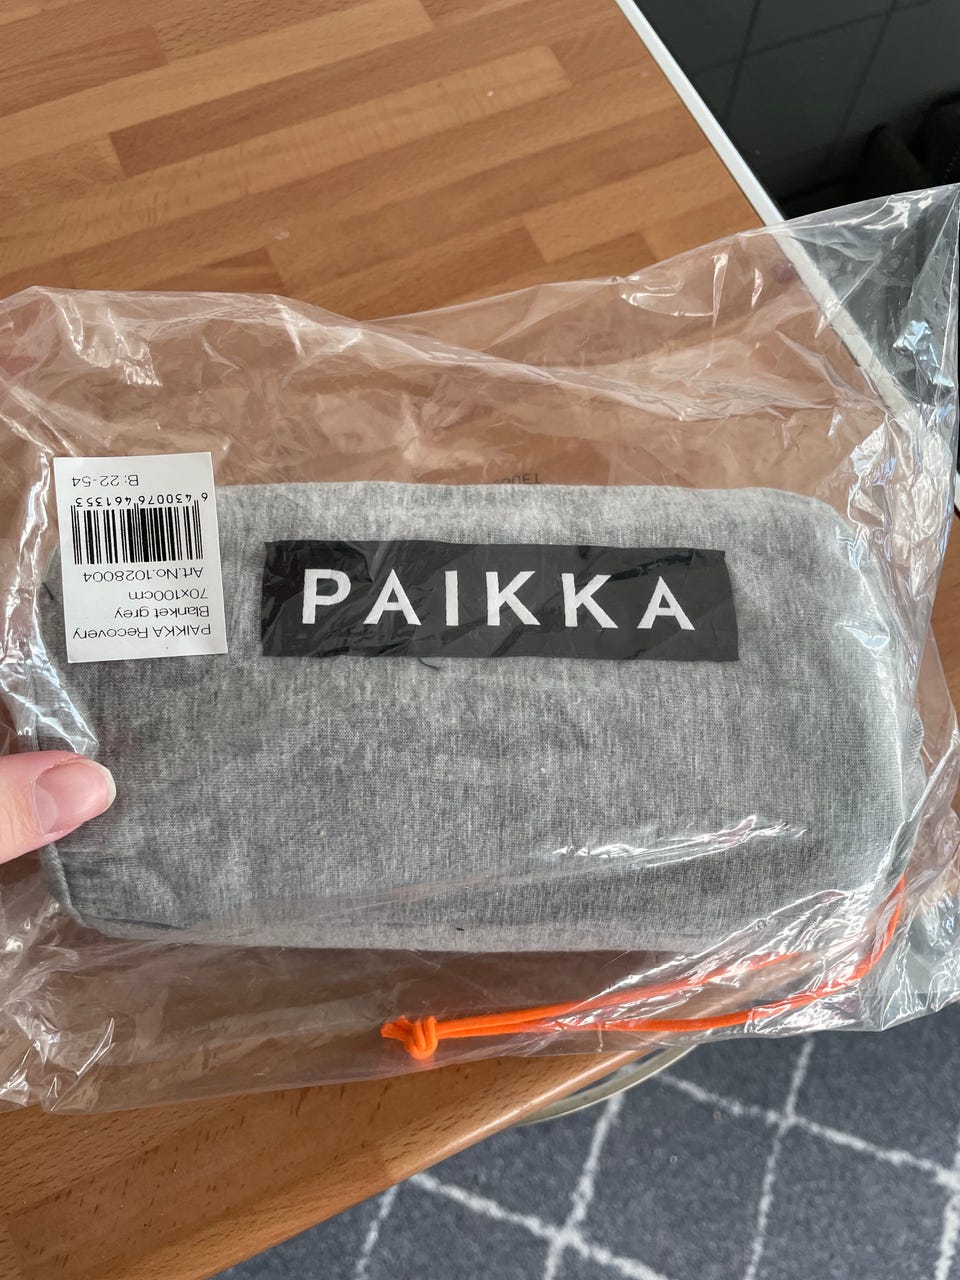 PAIKKA
PAIKKA Recovery
Blanket grey
70x100cm
Art.No.1028004
6 430076 461353
B: 22-54